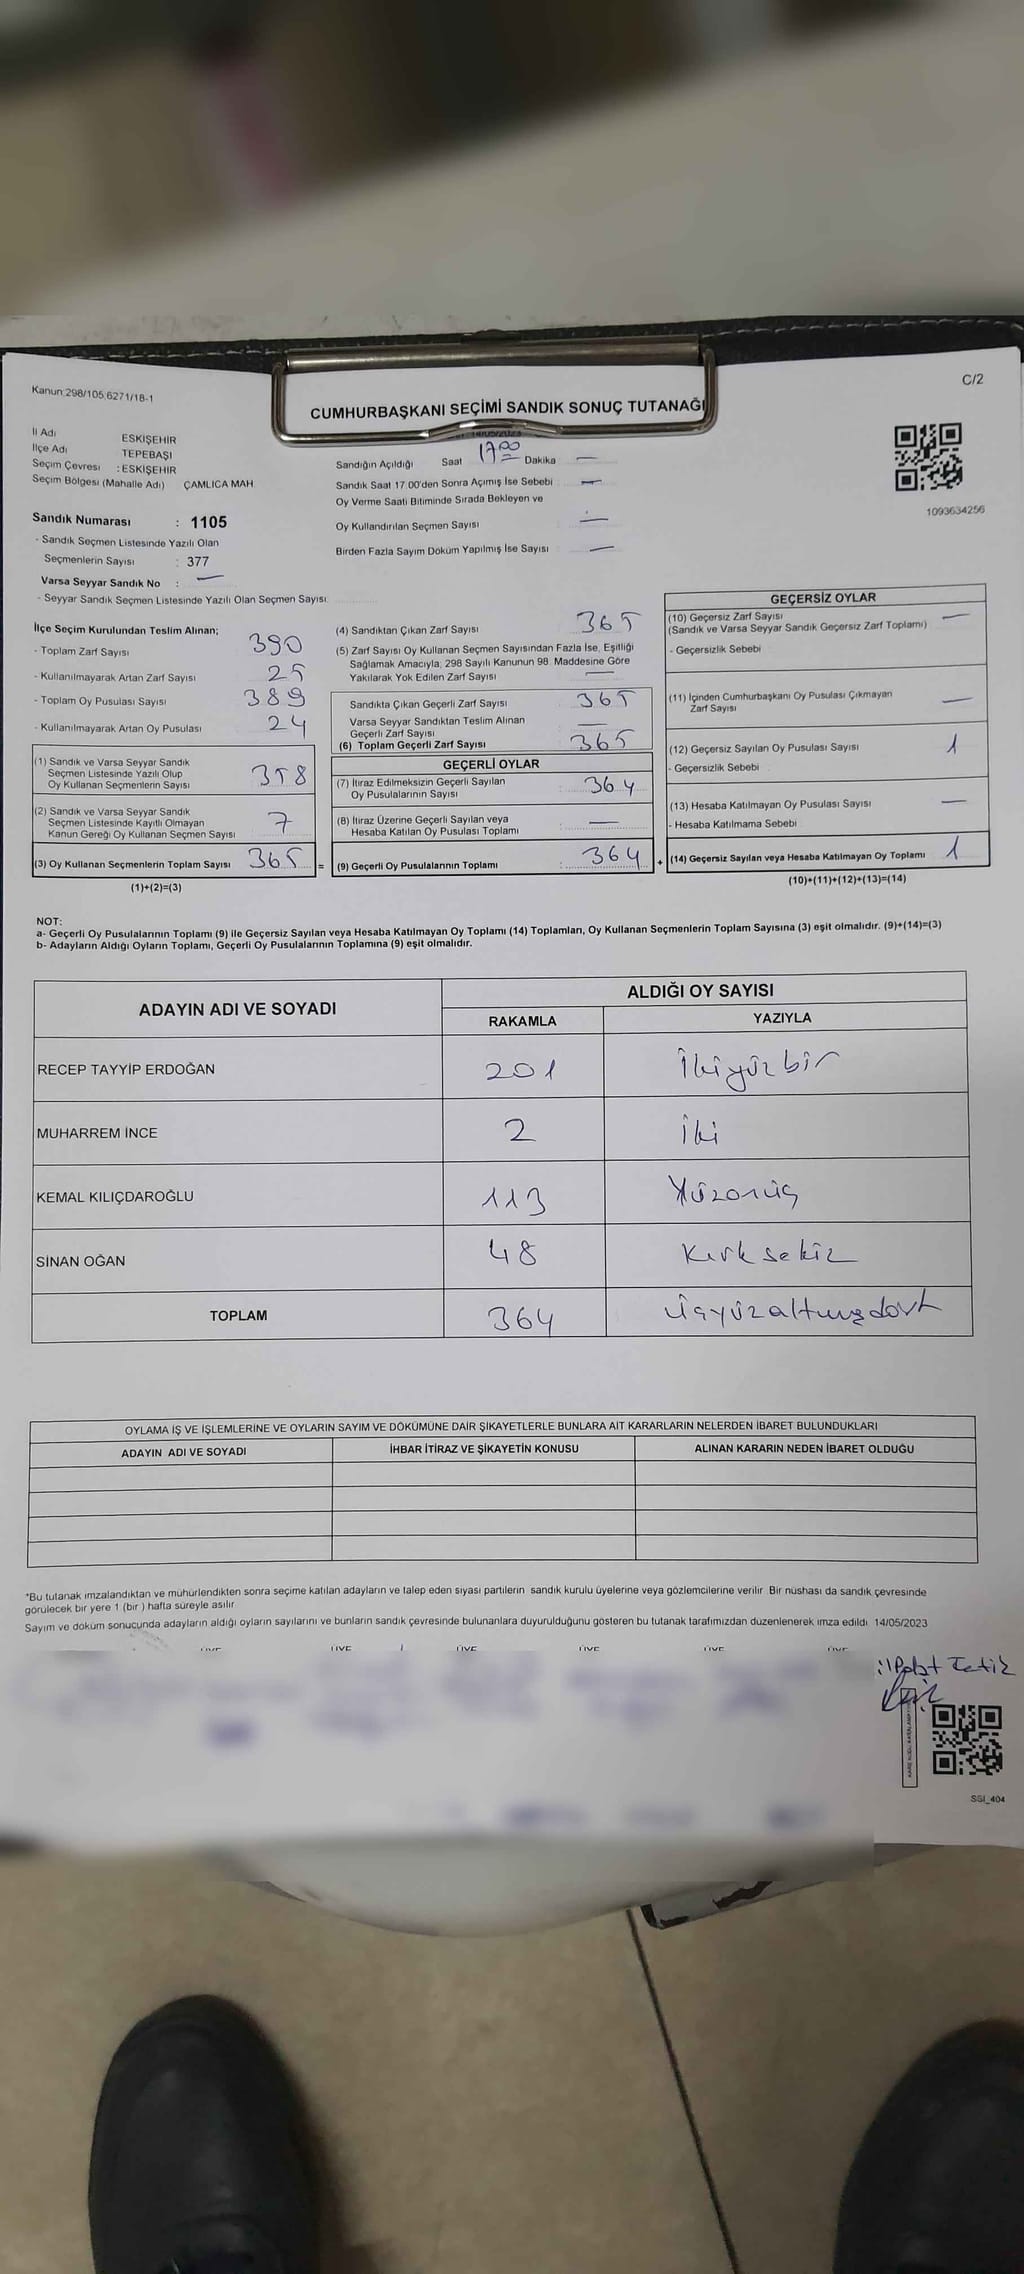 Kanun:298/105.6271/18-1
C/2
CUMHURBAŞKANI SEÇİMİ SANDIK SONUÇ TUTANAĞI
14/05/2023
İl Adı ESKİŞEHİR
İlçe Adı TEPEBAŞI
Seçim Çevresi : ESKİŞEHİR
Seçim Bölgesi (Mahalle Adı) ÇAMLICA MAH
Sandık Numarası : 1105
- Sandık Seçmen Listesinde Yazılı Olan
Seçmenlerin Sayısı : 377
Varsa Seyyar Sandık No : —
- Seyyar Sandık Seçmen Listesinde Yazılı Olan Seçmen Sayısı:
Sandığın Açıldığı Saat 17 00 Dakika —
Sandık Saat 17.00'den Sonra Açımış İse Sebebi : —
Oy Verme Saati Bitiminde Sırada Bekleyen ve
Oy Kullandırılan Seçmen Sayısı : —
Birden Fazla Sayım Döküm Yapılmış İse Sayısı : —
1093634256
İlçe Seçim Kurulundan Teslim Alınan;
- Toplam Zarf Sayısı 390
- Kullanılmayarak Artan Zarf Sayısı 25
- Toplam Oy Pusulası Sayısı 389
- Kullanılmayarak Artan Oy Pusulası 24
(1) Sandık ve Varsa Seyyar Sandık
Seçmen Listesinde Yazılı Olup
Oy Kullanan Seçmenlerin Sayısı 358
(2) Sandık ve Varsa Seyyar Sandık
Seçmen Listesinde Kayıtlı Olmayan
Kanun Gereği Oy Kullanan Seçmen Sayısı 7
(3) Oy Kullanan Seçmenlerin Toplam Sayısı 365 =
(1)+(2)=(3)
(4) Sandıktan Çıkan Zarf Sayısı 365
(5) Zarf Sayısı Oy Kullanan Seçmen Sayısından Fazla İse, Eşitliği
Sağlamak Amacıyla, 298 Sayılı Kanunun 98. Maddesine Göre
Yakılarak Yok Edilen Zarf Sayısı —
Sandıkta Çıkan Geçerli Zarf Sayısı 365
Varsa Seyyar Sandıktan Teslim Alınan
Geçerli Zarf Sayısı —
(6) Toplam Geçerli Zarf Sayısı 365
GEÇERLİ OYLAR
(7) İtiraz Edilmeksizin Geçerli Sayılan
Oy Pusulalarının Sayısı : 364
(8) İtiraz Üzerine Geçerli Sayılan veya
Hesaba Katılan Oy Pusulası Toplamı : —
(9) Geçerli Oy Pusulalarının Toplamı : 364 +
GEÇERSİZ OYLAR
(10) Geçersiz Zarf Sayısı —
(Sandık ve Varsa Seyyar Sandık Geçersiz Zarf Toplamı)
- Geçersizlik Sebebi
(11) İçinden Cumhurbaşkanı Oy Pusulası Çıkmayan
Zarf Sayısı —
(12) Geçersiz Sayılan Oy Pusulası Sayısı 1
- Geçersizlik Sebebi
(13) Hesaba Katılmayan Oy Pusulası Sayısı —
- Hesaba Katılmama Sebebi
(14) Geçersiz Sayılan veya Hesaba Katılmayan Oy Toplamı 1
(10)+(11)+(12)+(13)=(14)
NOT:
a- Geçerli Oy Pusulalarının Toplamı (9) ile Geçersiz Sayılan veya Hesaba Katılmayan Oy Toplamı (14) Toplamları, Oy Kullanan Seçmenlerin Toplam Sayısına (3) eşit olmalıdır. (9)+(14)=(3)
b- Adayların Aldığı Oyların Toplamı, Geçerli Oy Pusulalarının Toplamına (9) eşit olmalıdır.
ADAYIN ADI VE SOYADI ALDIĞI OY SAYISI
RAKAMLA YAZIYLA
RECEP TAYYİP ERDOĞAN 201 İkiyüzbir
MUHARREM İNCE 2 İki
KEMAL KILIÇDAROĞLU 113 Yüzonüç
SİNAN OĞAN 48 Kırksekiz
TOPLAM 364 Üçyüzaltmışdört
OYLAMA İŞ VE İŞLEMLERİNE VE OYLARIN SAYIM VE DÖKÜMÜNE DAİR ŞİKAYETLERLE BUNLARA AİT KARARLARIN NELERDEN İBARET BULUNDUKLARI
ADAYIN ADI VE SOYADI İHBAR İTİRAZ VE ŞİKAYETİN KONUSU ALINAN KARARIN NEDEN İBARET OLDUĞU
*Bu tutanak imzalandıktan ve mühürlendikten sonra seçime katılan adayların ve talep eden siyasi partilerin sandık kurulu üyelerine veya gözlemcilerine verilir. Bir nüshası da sandık çevresinde
görülecek bir yere 1 (bir) hafta süreyle asılır.
Sayım ve döküm sonucunda adayların aldığı oyların sayılarını ve bunların sandık çevresinde bulunanlara duyurulduğunu gösteren bu tutanak tarafımızdan düzenlenerek imza edildi. 14/05/2023
ÜYE ÜYE ÜYE ÜYE ÜYE ÜYE
SGI_404